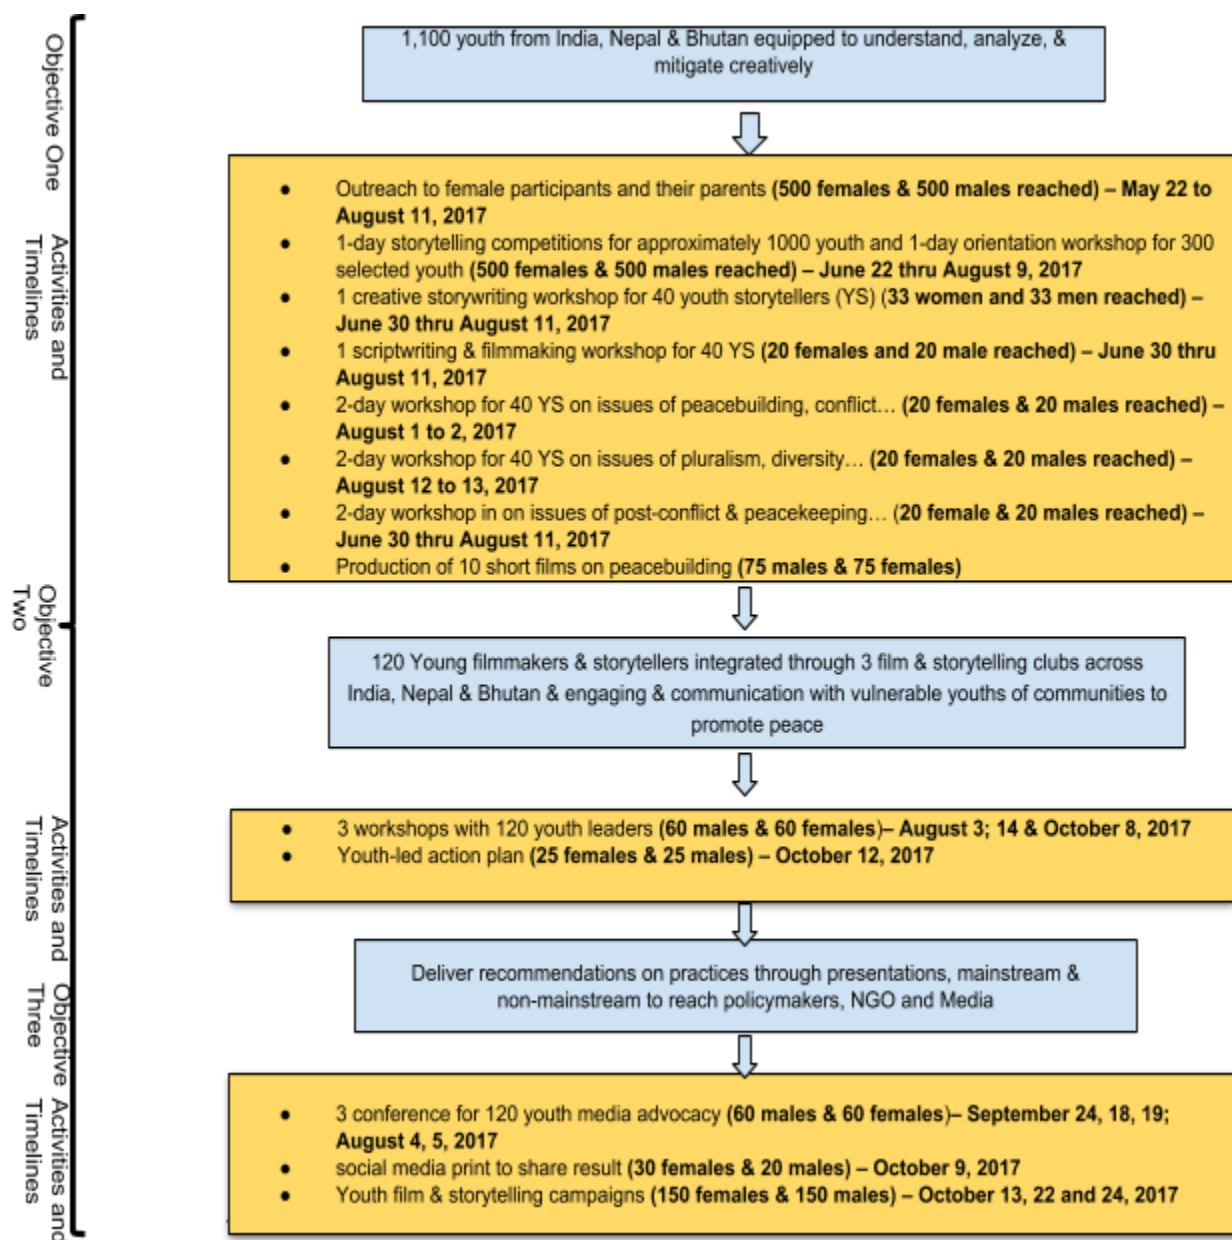 Objective One
1,100 youth from India, Nepal & Bhutan equipped to understand, analyze, &
mitigate creatively
Activities and
Timelines
● Outreach to female participants and their parents (500 females & 500 males reached) – May 22 to
August 11, 2017
● 1-day storytelling competitions for approximately 1000 youth and 1-day orientation workshop for 300
selected youth (500 females & 500 males reached) – June 22 thru August 9, 2017
● 1 creative storywriting workshop for 40 youth storytellers (YS) (33 women and 33 men reached) –
June 30 thru August 11, 2017
● 1 scriptwriting & filmmaking workshop for 40 YS (20 females and 20 male reached) – June 30 thru
August 11, 2017
● 2-day workshop for 40 YS on issues of peacebuilding, conflict… (20 females & 20 males reached) –
August 1 to 2, 2017
● 2-day workshop for 40 YS on issues of pluralism, diversity… (20 females & 20 males reached) –
August 12 to 13, 2017
● 2-day workshop in on issues of post-conflict & peacekeeping… (20 female & 20 males reached) –
June 30 thru August 11, 2017
● Production of 10 short films on peacebuilding (75 males & 75 females)
Objective
Two
120 Young filmmakers & storytellers integrated through 3 film & storytelling clubs across
India, Nepal & Bhutan & engaging & communication with vulnerable youths of communities to
promote peace
Activities and
Timelines
● 3 workshops with 120 youth leaders (60 males & 60 females)– August 3; 14 & October 8, 2017
● Youth-led action plan (25 females & 25 males) – October 12, 2017
Objective
Three
Deliver recommendations on practices through presentations, mainstream &
non-mainstream to reach policymakers, NGO and Media
Activities and
Timelines
● 3 conference for 120 youth media advocacy (60 males & 60 females)– September 24, 18, 19;
August 4, 5, 2017
● social media print to share result (30 females & 20 males) – October 9, 2017
● Youth film & storytelling campaigns (150 females & 150 males) – October 13, 22 and 24, 2017